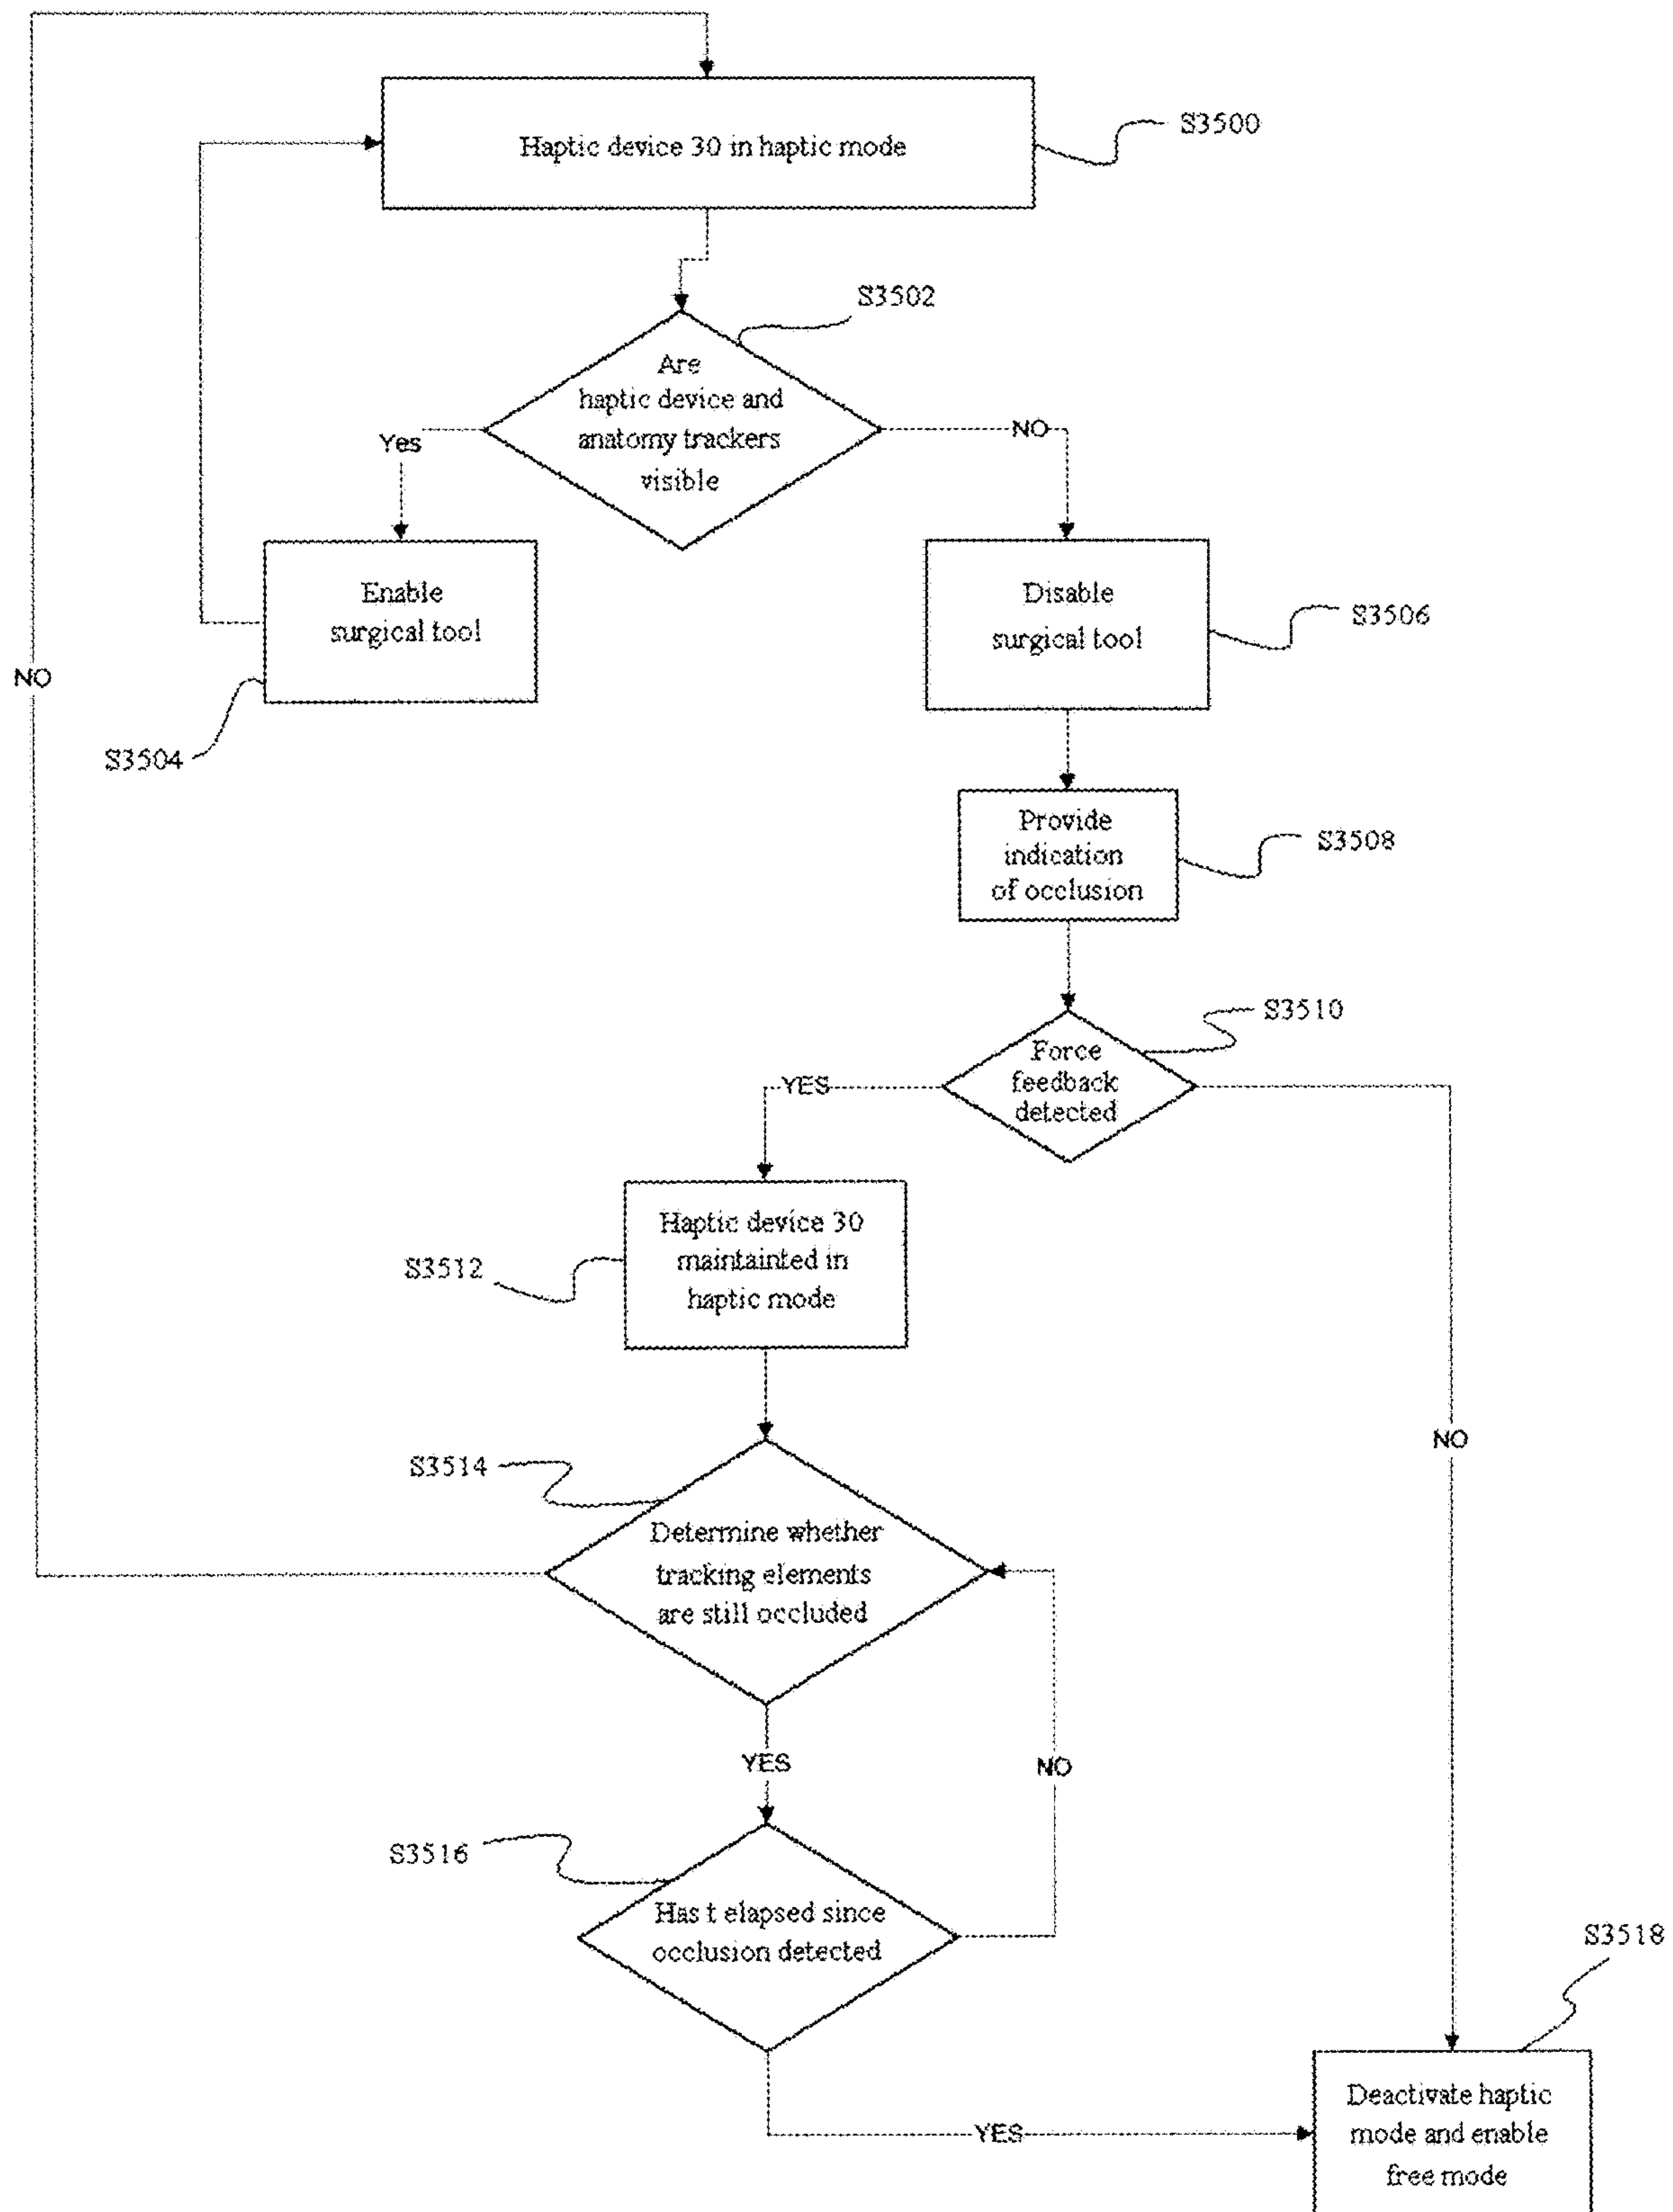 Haptic device 30 in haptic mode
S3500
S3502
Are
haptic device and
anatomy trackers
visible
Yes
NO
Enable
surgical tool
S3504
Disable
surgical tool
S3506
NO
Provide
indication
of occlusion
S3508
S3510
Force
feedback
detected
YES
NO
Haptic device 30
maintainted in
haptic mode
S3512
S3514
Determine whether
tracking elements
are still occluded
YES
NO
S3516
Has t elapsed since
occlusion detected
YES
S3518
Deactivate haptic
mode and enable
free mode